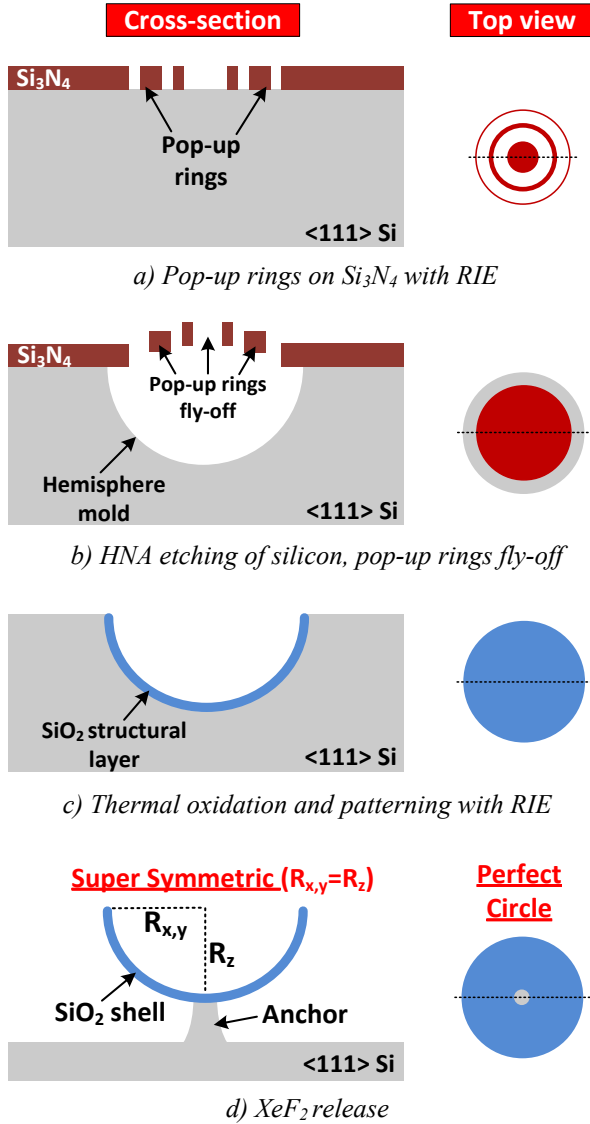 Cross-section
Top view
Si₃N₄
Pop-up
rings
<111> Si
a) Pop-up rings on Si₃N₄ with RIE
Si₃N₄
Pop-up rings
fly-off
Hemisphere
mold
<111> Si
b) HNA etching of silicon, pop-up rings fly-off
SiO₂ structural
layer
<111> Si
c) Thermal oxidation and patterning with RIE
Super Symmetric (Rx,y=Rz)
Perfect
Circle
Rx,y
Rz
SiO₂ shell
Anchor
<111> Si
d) XeF₂ release